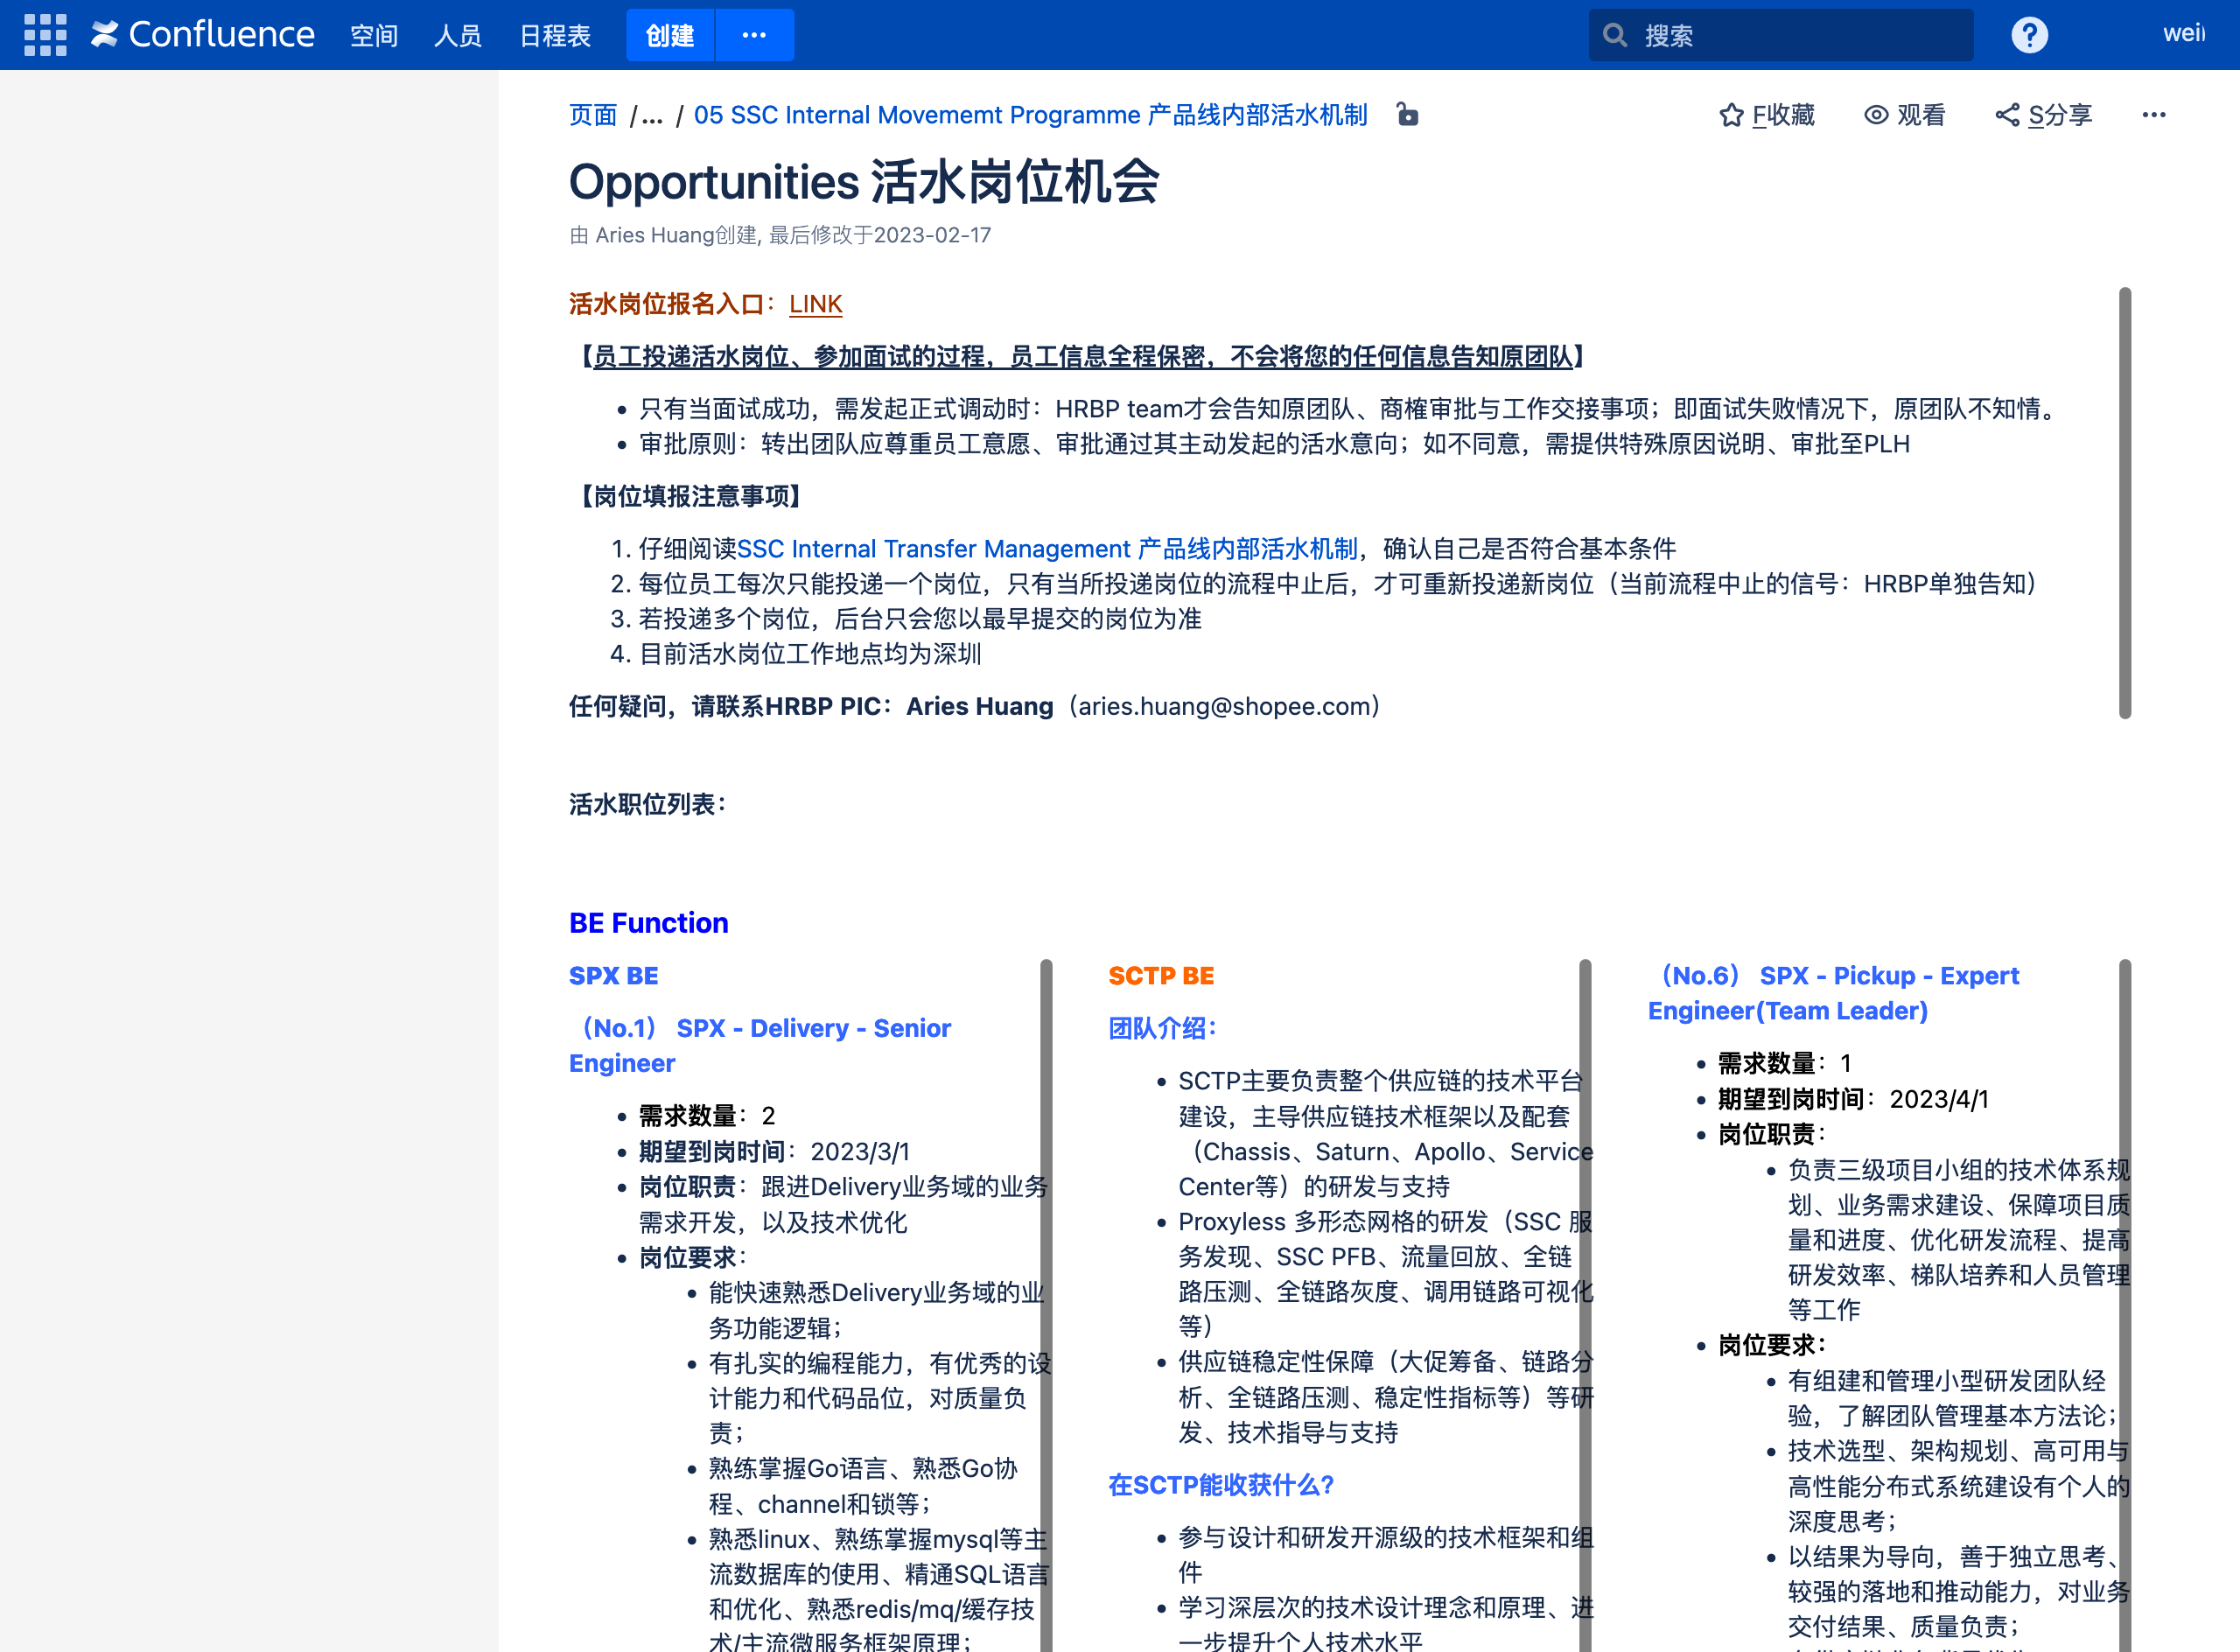 Confluence 空间 人员 日程表 创建 ··· 搜索 ? wei
页面 /... / 05 SSC Internal Movememt Programme 产品线内部活水机制 F收藏 观看 S分享 ···
Opportunities 活水岗位机会
由 Aries Huang创建, 最后修改于2023-02-17
活水岗位报名入口：LINK
【员工投递活水岗位、参加面试的过程，员工信息全程保密，不会将您的任何信息告知原团队】
• 只有当面试成功，需发起正式调动时：HRBP team才会告知原团队、商榷审批与工作交接事项；即面试失败情况下，原团队不知情。
• 审批原则：转出团队应尊重员工意愿、审批通过其主动发起的活水意向；如不同意，需提供特殊原因说明、审批至PLH
【岗位填报注意事项】
1. 仔细阅读SSC Internal Transfer Management 产品线内部活水机制，确认自己是否符合基本条件
2. 每位员工每次只能投递一个岗位，只有当所投递岗位的流程中止后，才可重新投递新岗位（当前流程中止的信号：HRBP单独告知）
3. 若投递多个岗位，后台只会您以最早提交的岗位为准
4. 目前活水岗位工作地点均为深圳
任何疑问，请联系HRBP PIC：Aries Huang（aries.huang@shopee.com）
活水职位列表：
BE Function
SPX BE
（No.1） SPX - Delivery - Senior
Engineer
• 需求数量：2
• 期望到岗时间：2023/3/1
• 岗位职责：跟进Delivery业务域的业务
需求开发，以及技术优化
• 岗位要求：
• 能快速熟悉Delivery业务域的业
务功能逻辑；
• 有扎实的编程能力，有优秀的设
计能力和代码品位，对质量负
责；
• 熟练掌握Go语言、熟悉Go协
程、channel和锁等；
• 熟悉linux、熟练掌握mysql等主
流数据库的使用、精通SQL语言
和优化、熟悉redis/mq/缓存技
术/主流微服务框架原理；
SCTP BE
团队介绍：
• SCTP主要负责整个供应链的技术平台
建设，主导供应链技术框架以及配套
（Chassis、Saturn、Apollo、Service
Center等）的研发与支持
• Proxyless 多形态网格的研发（SSC 服
务发现、SSC PFB、流量回放、全链
路压测、全链路灰度、调用链路可视化
等）
• 供应链稳定性保障（大促筹备、链路分
析、全链路压测、稳定性指标等）等研
发、技术指导与支持
在SCTP能收获什么？
• 参与设计和研发开源级的技术框架和组
件
• 学习深层次的技术设计理念和原理、进
一步提升个人技术水平
（No.6） SPX - Pickup - Expert
Engineer(Team Leader)
• 需求数量：1
• 期望到岗时间：2023/4/1
• 岗位职责：
• 负责三级项目小组的技术体系规
划、业务需求建设、保障项目质
量和进度、优化研发流程、提高
研发效率、梯队培养和人员管理
等工作
• 岗位要求：
• 有组建和管理小型研发团队经
验，了解团队管理基本方法论；
• 技术选型、架构规划、高可用与
高性能分布式系统建设有个人的
深度思考；
• 以结果为导向，善于独立思考、
较强的落地和推动能力，对业务
交付结果、质量负责；